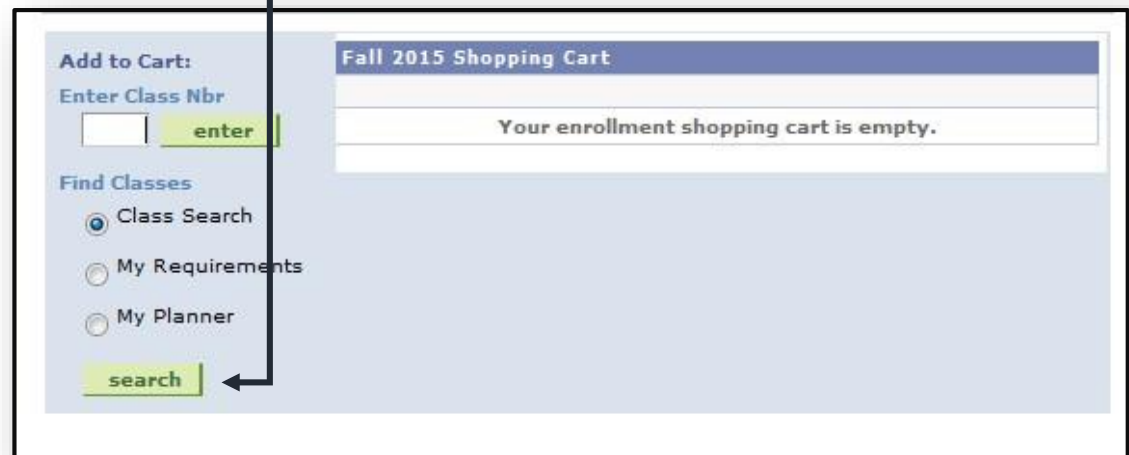 Add to Cart:
Enter Class Nbr
enter
Find Classes
Class Search
My Requirements
My Planner
search
Fall 2015 Shopping Cart
Your enrollment shopping cart is empty.